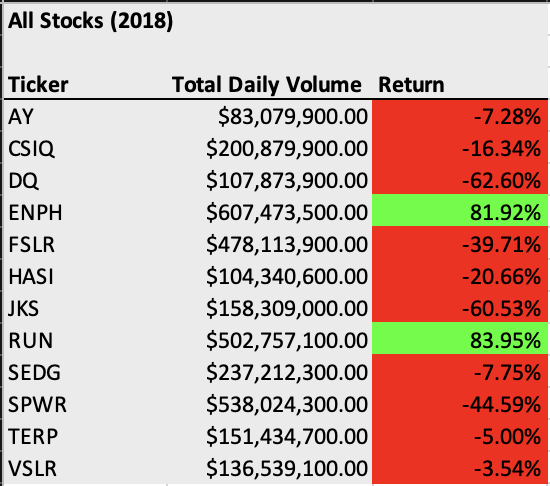 All Stocks (2018)
Ticker Total Daily Volume Return
AY $83,079,900.00 -7.28%
CSIQ $200,879,900.00 -16.34%
DQ $107,873,900.00 -62.60%
ENPH $607,473,500.00 81.92%
FSLR $478,113,900.00 -39.71%
HASI $104,340,600.00 -20.66%
JKS $158,309,000.00 -60.53%
RUN $502,757,100.00 83.95%
SEDG $237,212,300.00 -7.75%
SPWR $538,024,300.00 -44.59%
TERP $151,434,700.00 -5.00%
VSLR $136,539,100.00 -3.54%